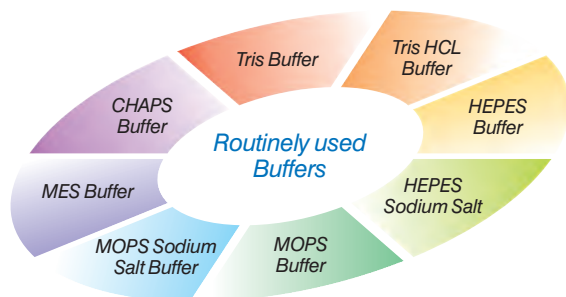 Tris Buffer
Tris HCL
Buffer
HEPES
Buffer
HEPES
Sodium Salt
MOPS
Buffer
MOPS Sodium
Salt Buffer
MES Buffer
CHAPS
Buffer
Routinely used
Buffers